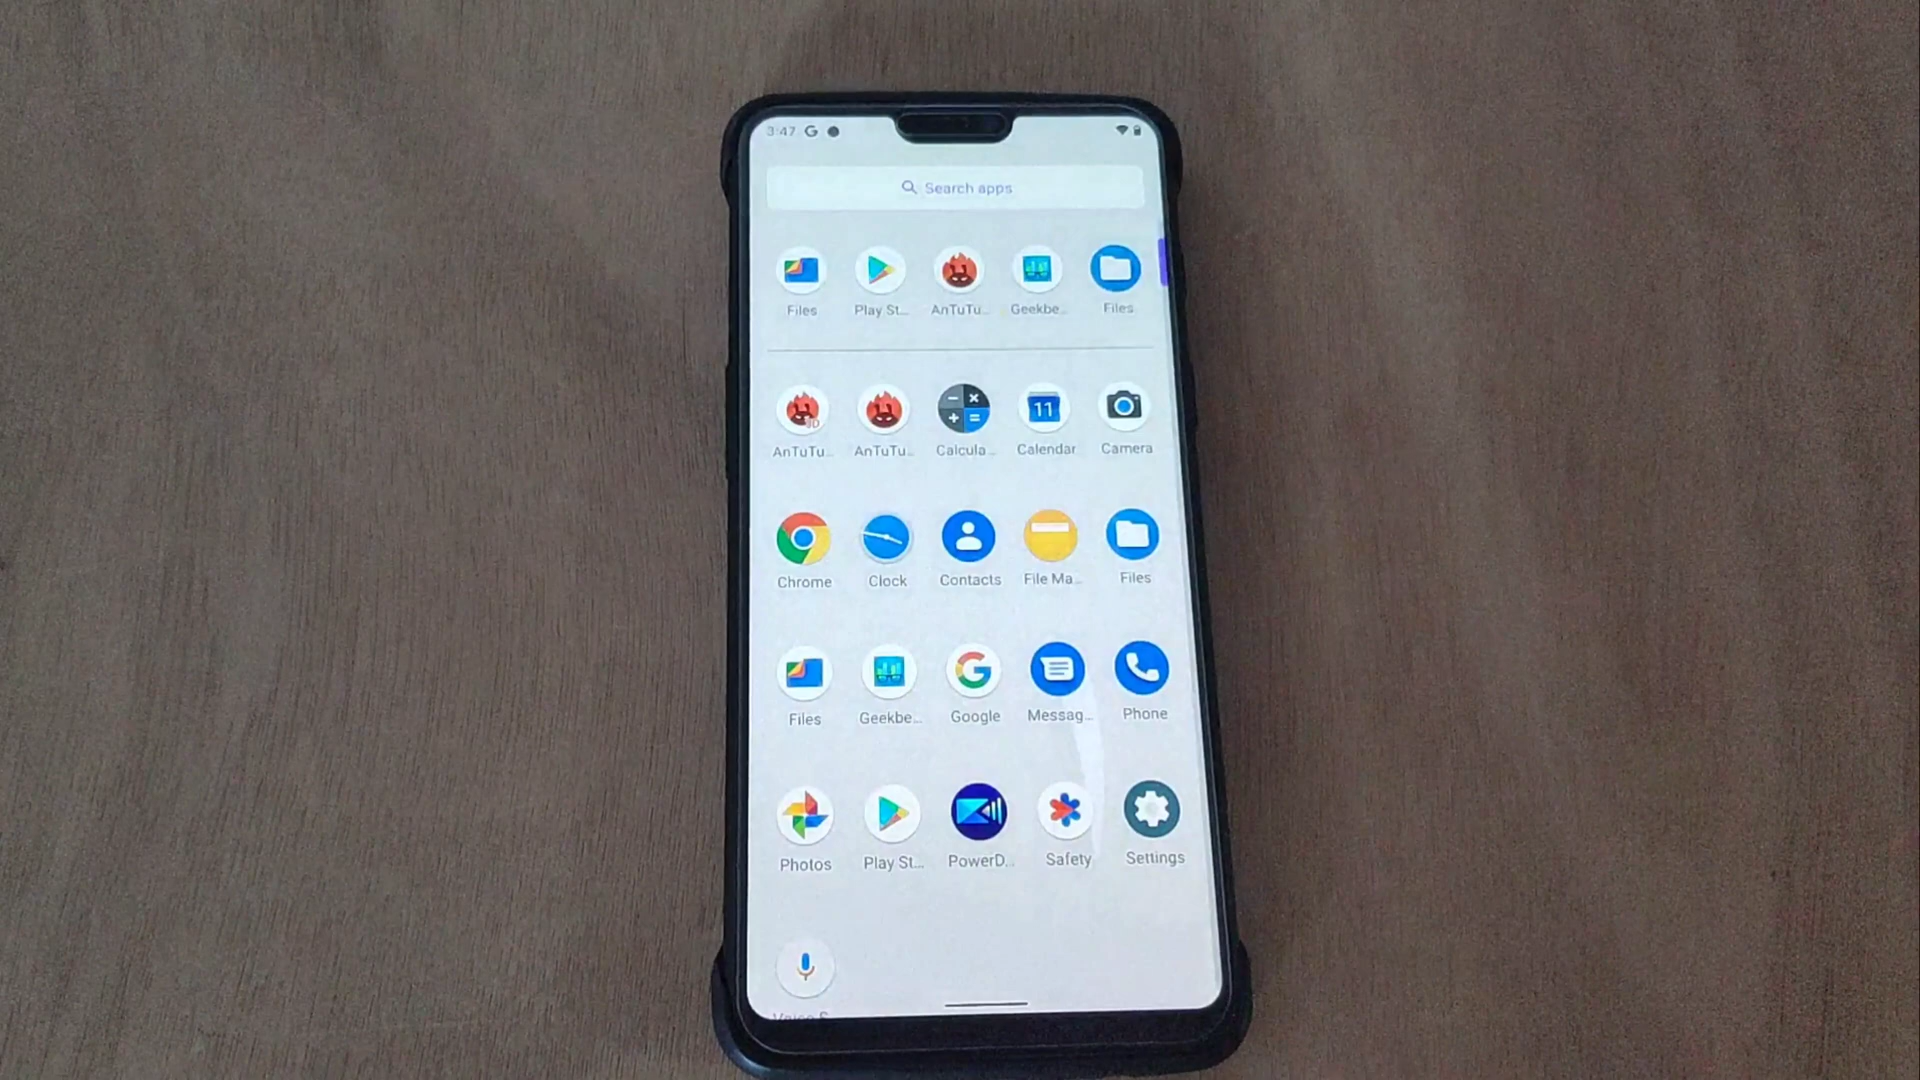 3:47
Search apps
Files Play St... AnTuTu... Geekbe... Files
AnTuTu... AnTuTu... Calcula... Calendar Camera
11
Chrome Clock Contacts File Ma... Files
Files Geekbe... Google Messag... Phone
Photos Play St... PowerD... Safety Settings